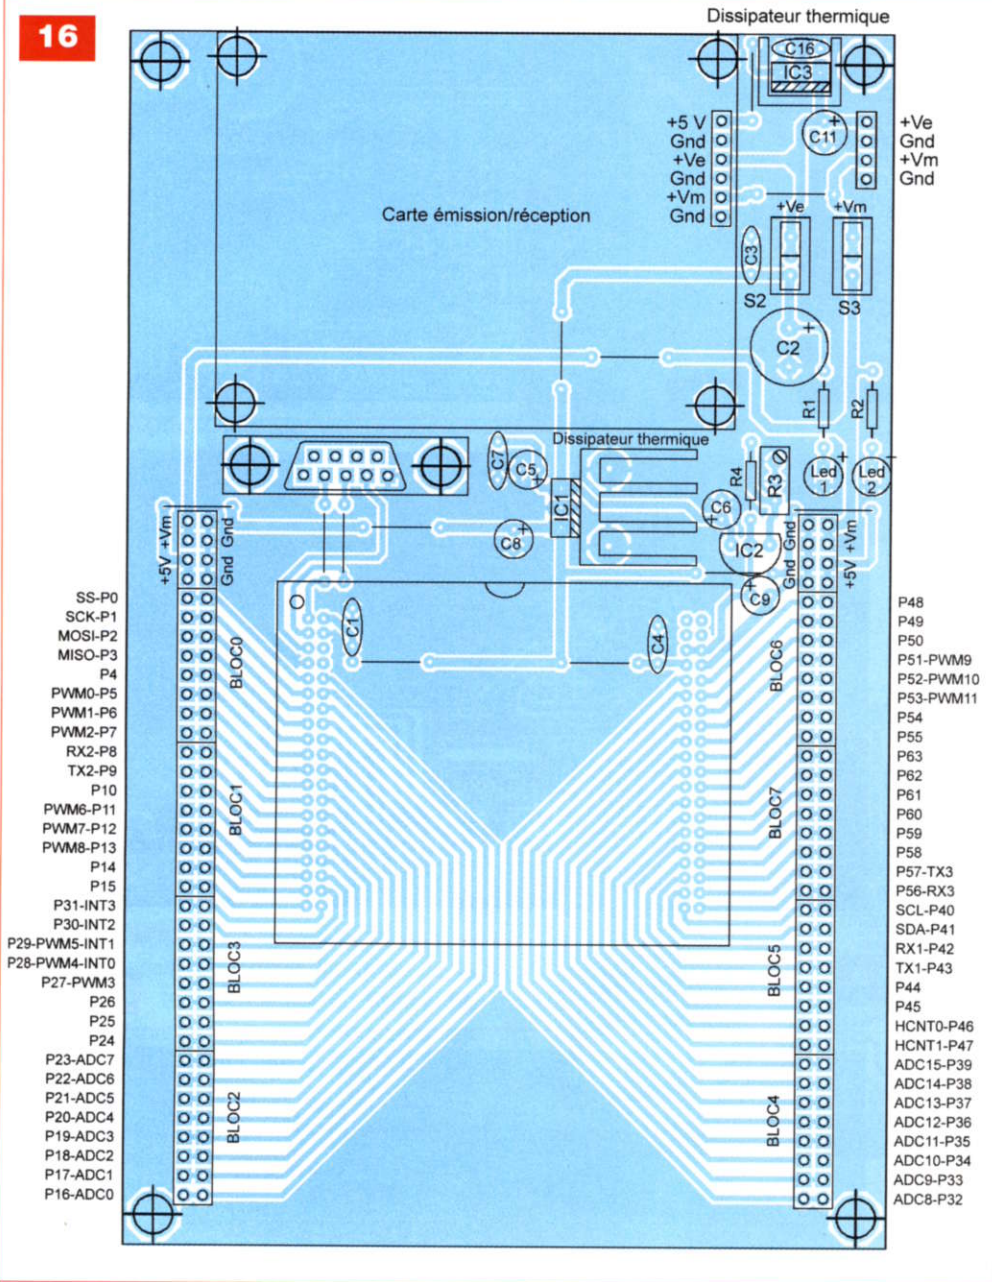 16
Dissipateur thermique
C16
IC3
+5 V
Gnd
+Ve
Gnd
+Vm
Gnd
C11
+Ve
Gnd
+Vm
Gnd
Carte émission/réception
+Ve
+Vm
C3
S2
S3
C2
+
R1
R2
Dissipateur thermique
C7
C5
+
IC1
C8
+
R4
R3
Led
1
+
Led
2
+
C6
+
IC2
C9
+
+5V
+Vm
Gnd
Gnd
Gnd
Gnd
+5V
+Vm
C1
C4
SS-P0
SCK-P1
MOSI-P2
MISO-P3
P4
PWM0-P5
PWM1-P6
PWM2-P7
RX2-P8
TX2-P9
P10
PWM6-P11
PWM7-P12
PWM8-P13
P14
P15
P31-INT3
P30-INT2
P29-PWM5-INT1
P28-PWM4-INT0
P27-PWM3
P26
P25
P24
P23-ADC7
P22-ADC6
P21-ADC5
P20-ADC4
P19-ADC3
P18-ADC2
P17-ADC1
P16-ADC0
BLOC0
BLOC1
BLOC3
BLOC2
BLOC6
BLOC7
BLOC5
BLOC4
P48
P49
P50
P51-PWM9
P52-PWM10
P53-PWM11
P54
P55
P63
P62
P61
P60
P59
P58
P57-TX3
P56-RX3
SCL-P40
SDA-P41
RX1-P42
TX1-P43
P44
P45
HCNT0-P46
HCNT1-P47
ADC15-P39
ADC14-P38
ADC13-P37
ADC12-P36
ADC11-P35
ADC10-P34
ADC9-P33
ADC8-P32